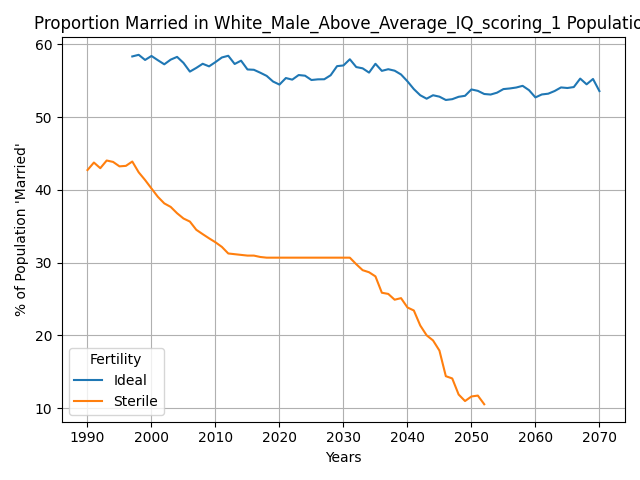 Proportion Married in White_Male_Above_Average_IQ_scoring_1 Populatio
60
50
40
30
20
10
% of Population 'Married'
Fertility
Ideal
Sterile
1990 2000 2010 2020 2030 2040 2050 2060 2070
Years